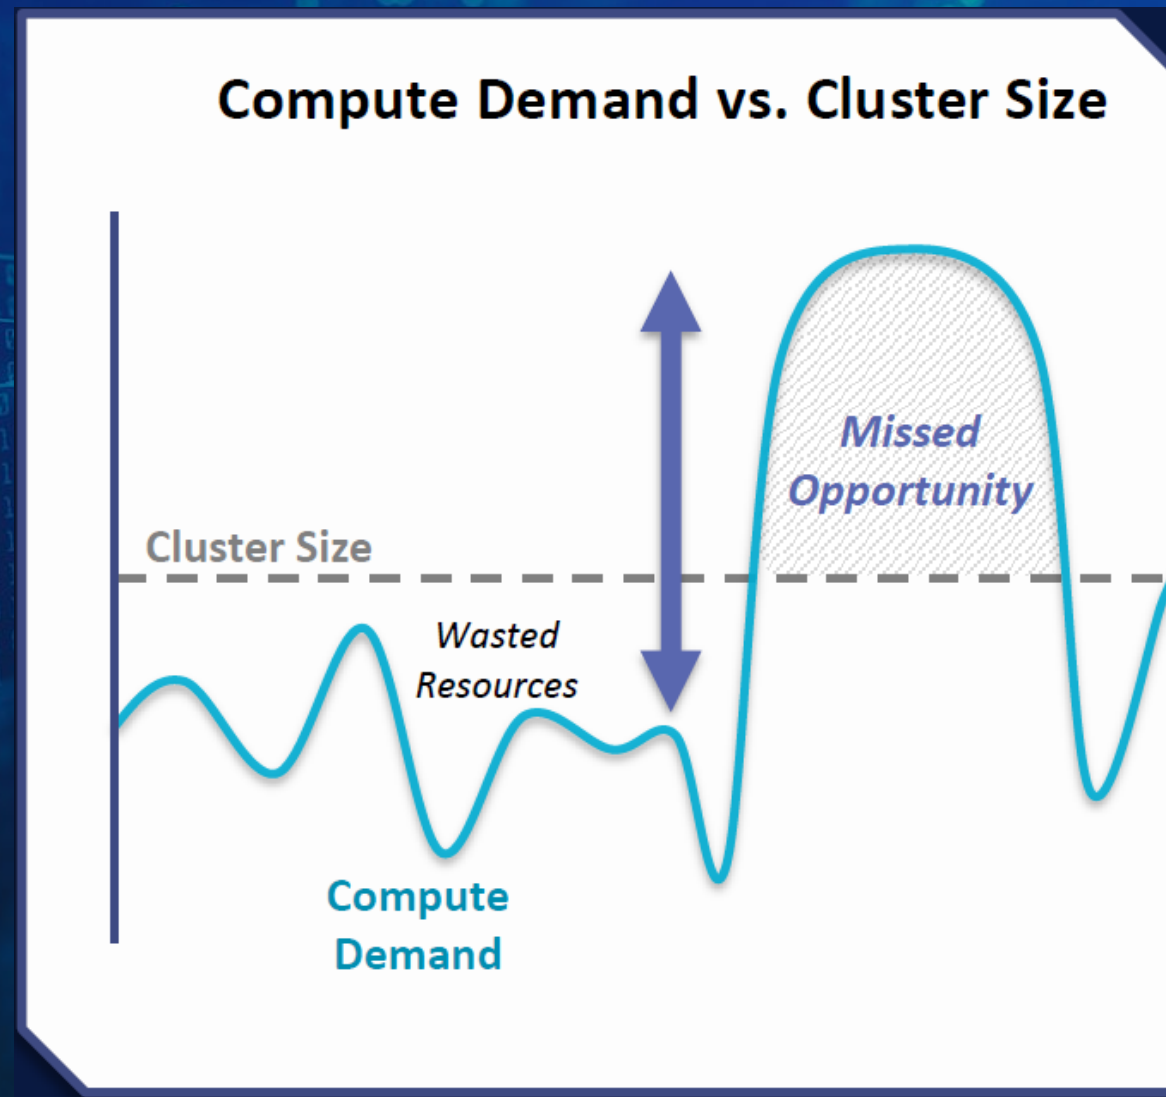 Compute Demand vs. Cluster Size
Missed
Opportunity
Cluster Size
Wasted
Resources
Compute
Demand